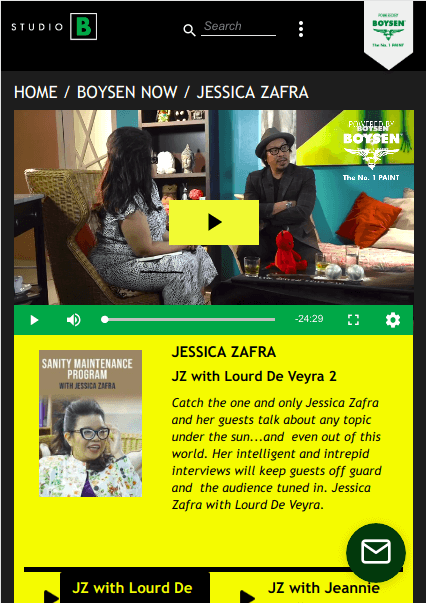 STUDIO B
Search
POWERED BY
BOYSEN
The No. 1 PAINT
HOME / BOYSEN NOW / JESSICA ZAFRA
POWERED BY
BOYSEN
BOYSEN
The No. 1 PAINT
-24:29
SANITY MAINTENANCE
PROGRAM
WITH JESSICA ZAFRA
JESSICA ZAFRA
JZ with Lourd De Veyra 2
Catch the one and only Jessica Zafra
and her guests talk about any topic
under the sun...and even out of this
world. Her intelligent and intrepid
interviews will keep guests off guard
and the audience tuned in. Jessica
Zafra with Lourd De Veyra.
JZ with Lourd De
JZ with Jeannie